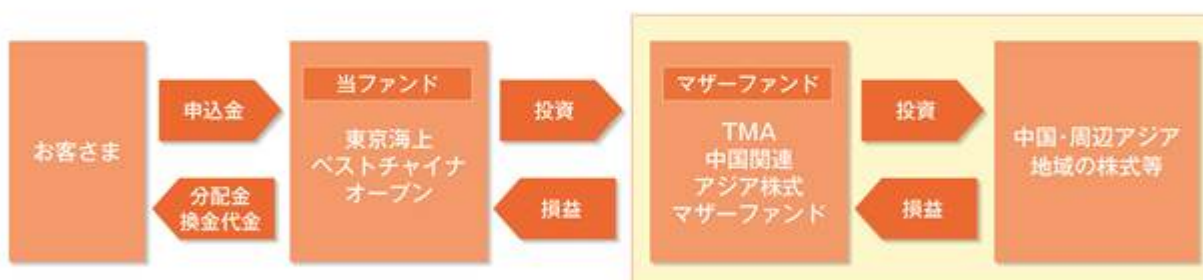 お客さま
申込金
分配金
換金代金
当ファンド
東京海上
ベストチャイナ
オープン
投資
損益
マザーファンド
TMA
中国関連
アジア株式
マザーファンド
投資
損益
中国・周辺アジア
地域の株式等